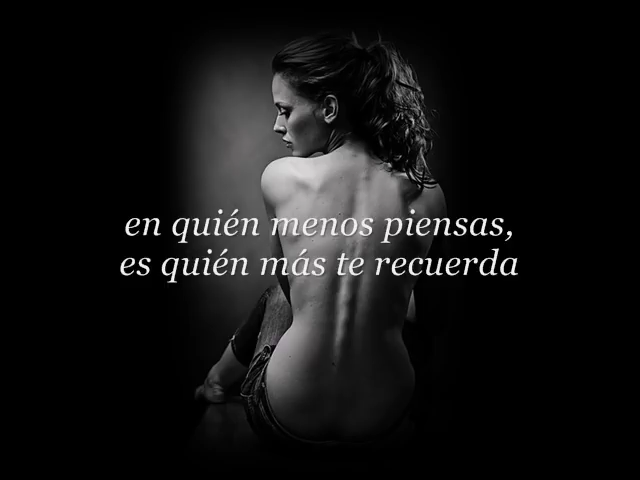 en quién menos piensas,
es quién más te recuerda